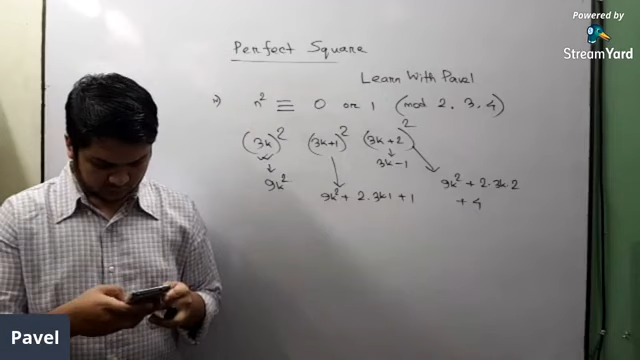 Powered by
StreamYard
Perfect Square
Learn With Pavel
*) n² ≡ 0 or 1 (mod 2, 3, 4)
(3k)² (3k+1)² (3k+2)²
3k-1
9k²
9k² + 2.3k.1 + 1
9k² + 2.3k.2
+ 4
Pavel